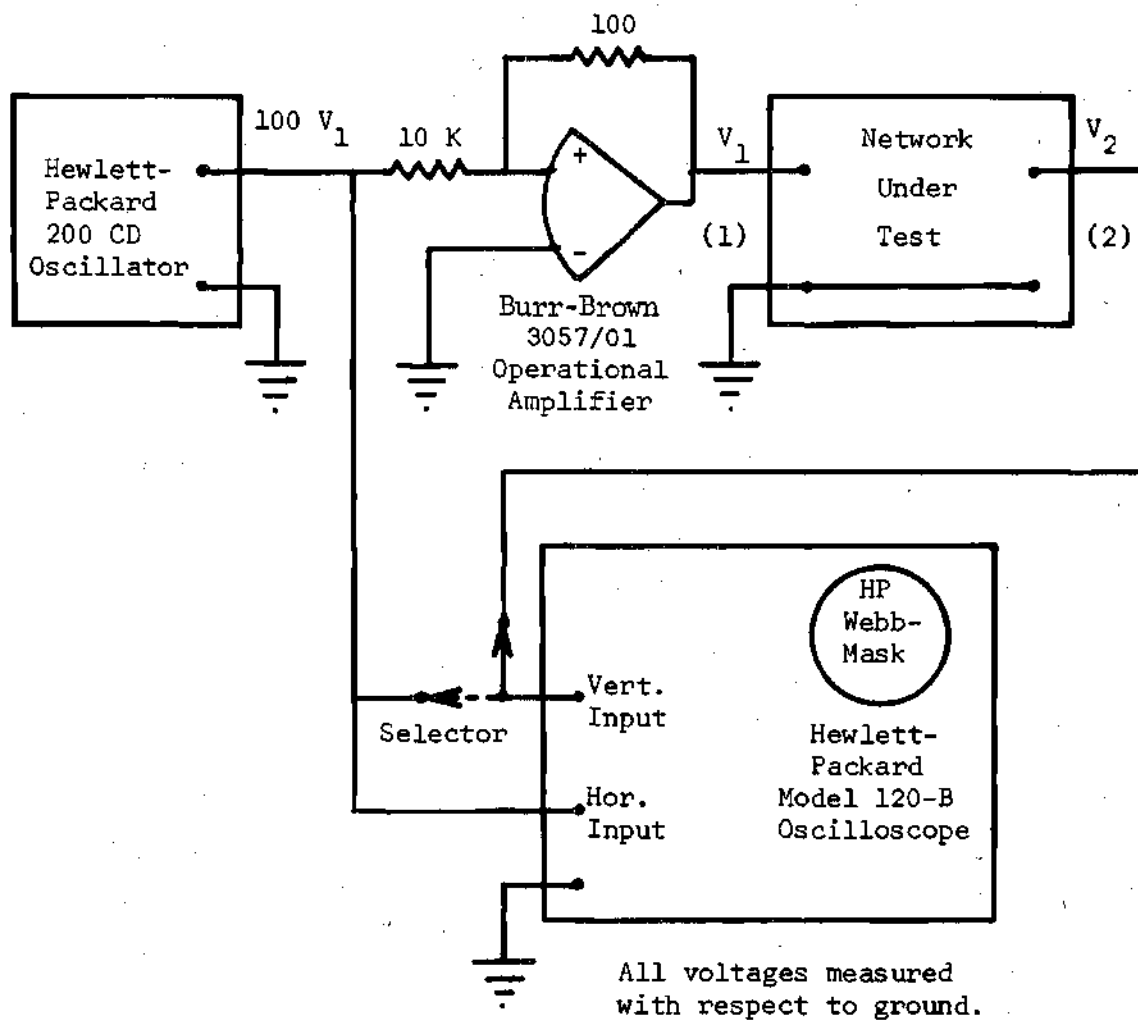 100
100 V1
10 K
V1
V2
Hewlett-
Packard
200 CD
Oscillator
+
-
(1)
Network
Under
Test
(2)
Burr-Brown
3057/01
Operational
Amplifier
HP
Webb-
Mask
Vert.
Input
Selector
Hewlett-
Packard
Model 120-B
Oscilloscope
Hor.
Input
All voltages measured
with respect to ground.